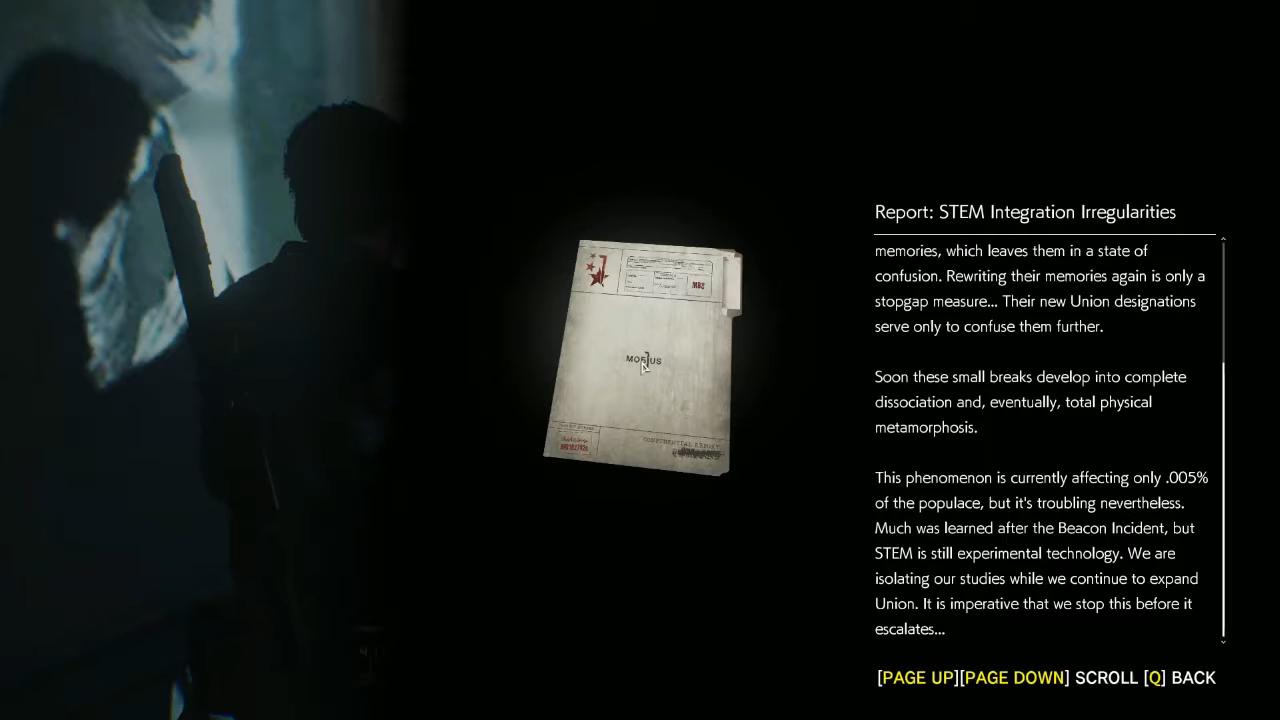 Report: STEM Integration Irregularities
memories, which leaves them in a state of
confusion. Rewriting their memories again is only a
stopgap measure... Their new Union designations
serve only to confuse them further.
Soon these small breaks develop into complete
dissociation and, eventually, total physical
metamorphosis.
This phenomenon is currently affecting only .005%
of the populace, but it's troubling nevertheless.
Much was learned after the Beacon Incident, but
STEM is still experimental technology. We are
isolating our studies while we continue to expand
Union. It is imperative that we stop this before it
escalates...
MOBIUS
CONFIDENTIAL REPORT
[PAGE UP][PAGE DOWN] SCROLL [Q] BACK